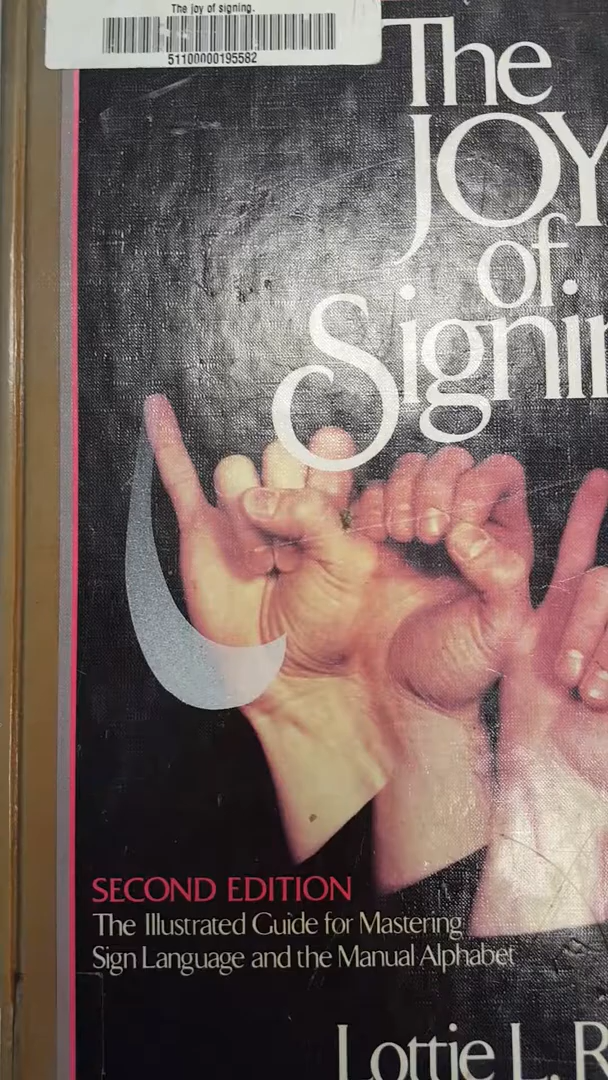 The joy of signing.
51100000195582
The
JOY
of
Signin
SECOND EDITION
The Illustrated Guide for Mastering
Sign Language and the Manual Alphabet
Lottie L. R